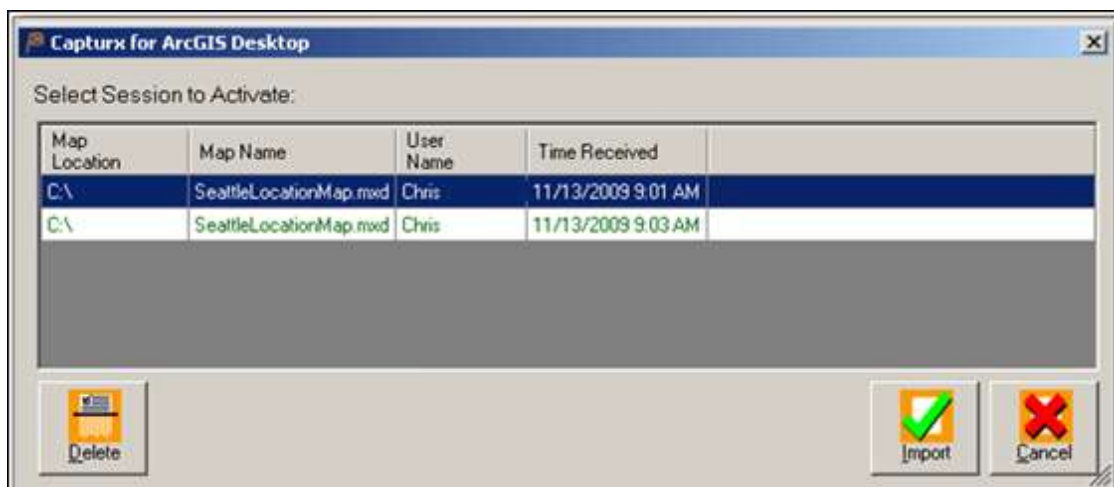 Capturx for ArcGIS Desktop
Select Session to Activate:
Map Location Map Name User Name Time Received
C:\ SeattleLocationMap.mxd Chris 11/13/2009 9:01 AM
C:\ SeattleLocationMap.mxd Chris 11/13/2009 9:03 AM
Delete Import Cancel